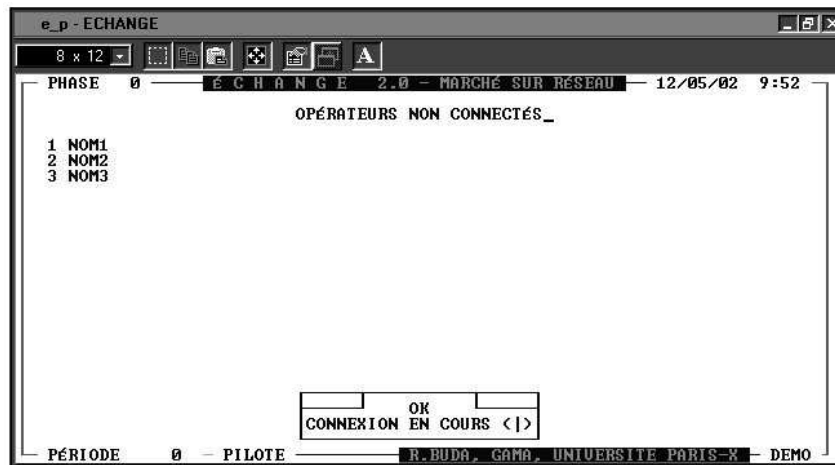 e_p - ECHANGE
8 x 12
A
PHASE 0 É C H A N G E 2.0 - MARCHÉ SUR RÉSEAU 12/05/02 9:52
OPÉRATEURS NON CONNECTÉS_
1 NOM1
2 NOM2
3 NOM3
OK
CONNEXION EN COURS <|>
PÉRIODE 0 - PILOTE R.BUDA, GAMA, UNIVERSITE PARIS-X DEMO